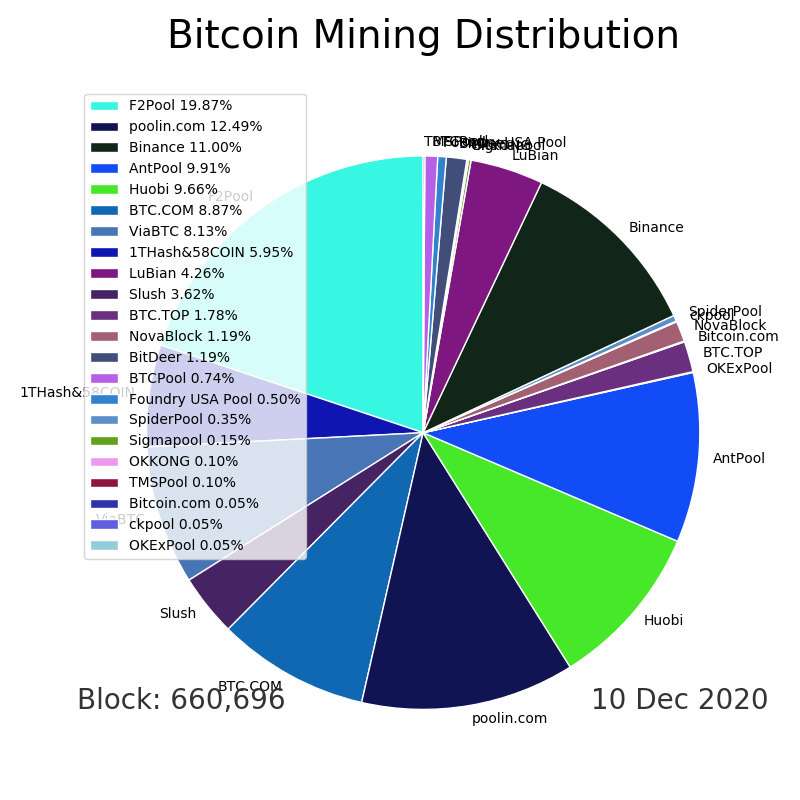 Bitcoin Mining Distribution
F2Pool 19.87%
poolin.com 12.49%
Binance 11.00%
AntPool 9.91%
Huobi 9.66%
BTC.COM 8.87%
ViaBTC 8.13%
1THash&58COIN 5.95%
LuBian 4.26%
Slush 3.62%
BTC.TOP 1.78%
NovaBlock 1.19%
BitDeer 1.19%
BTCPool 0.74%
Foundry USA Pool 0.50%
SpiderPool 0.35%
Sigmapool 0.15%
OKKONG 0.10%
TMSPool 0.10%
Bitcoin.com 0.05%
ckpool 0.05%
OKExPool 0.05%
LuBian
Binance
SpiderPool
ckpool
NovaBlock
Bitcoin.com
BTC.TOP
OKExPool
AntPool
Huobi
poolin.com
BTC.COM
Slush
ViaBTC
1THash&58COIN
F2Pool
Block: 660,696
10 Dec 2020